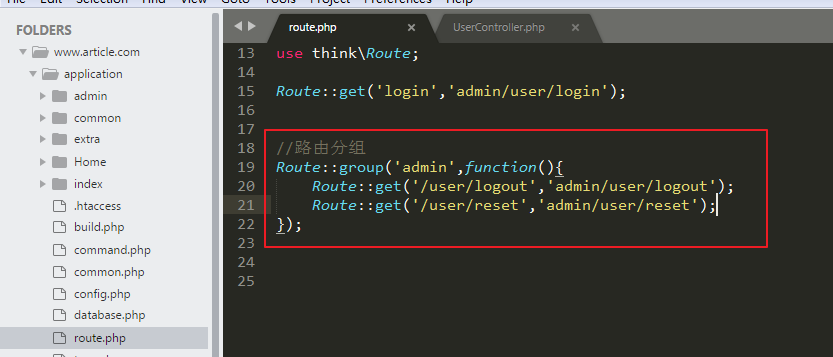 File Edit Selection Find View Goto Tools Project Preferences Help
FOLDERS
www.article.com
application
admin
common
extra
Home
index
.htaccess
build.php
command.php
common.php
config.php
database.php
route.php
route.php × UserController.php ×
13 use think\Route;
14
15 Route::get('login','admin/user/login');
16
17
18 //路由分组
19 Route::group('admin',function(){
20 Route::get('/user/logout','admin/user/logout');
21 Route::get('/user/reset','admin/user/reset');
22 });
23
24
25